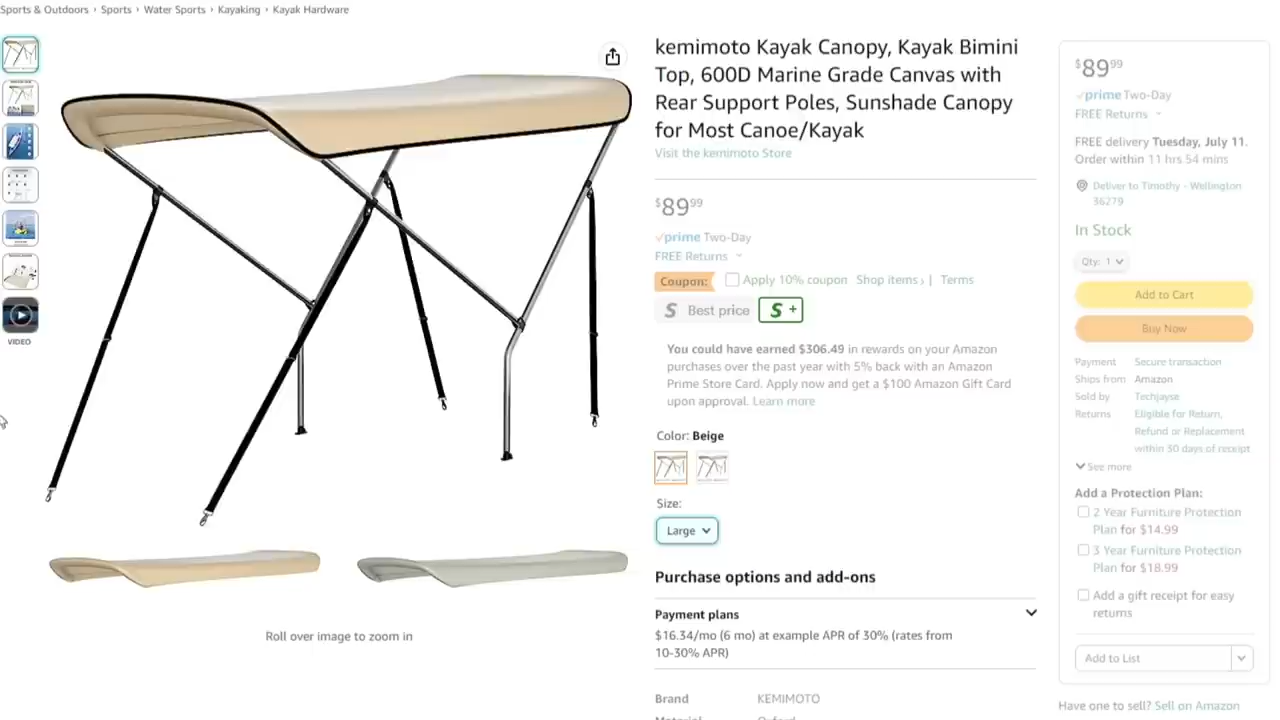 Sports & Outdoors › Sports › Water Sports › Kayaking › Kayak Hardware
VIDEO
Roll over image to zoom in
kemimoto Kayak Canopy, Kayak Bimini
Top, 600D Marine Grade Canvas with
Rear Support Poles, Sunshade Canopy
for Most Canoe/Kayak
Visit the kemimoto Store
$89.99
prime Two-Day
FREE Returns
Coupon: Apply 10% coupon Shop items › | Terms
S Best price S +
You could have earned $306.49 in rewards on your Amazon
purchases over the past year with 5% back with an Amazon
Prime Store Card. Apply now and get a $100 Amazon Gift Card
upon approval. Learn more
Color: Beige
Size:
Large
Purchase options and add-ons
Payment plans
$16.34/mo (6 mo) at example APR of 30% (rates from
10-30% APR)
Brand KEMIMOTO
Material Oxford
$89.99
prime Two-Day
FREE Returns
FREE delivery Tuesday, July 11.
Order within 11 hrs 54 mins
Deliver to Timothy - Wellington
36279
In Stock
Qty: 1
Add to Cart
Buy Now
Payment Secure transaction
Ships from Amazon
Sold by Techjayse
Returns Eligible for Return,
Refund or Replacement
within 30 days of receipt
See more
Add a Protection Plan:
2 Year Furniture Protection
Plan for $14.99
3 Year Furniture Protection
Plan for $18.99
Add a gift receipt for easy
returns
Add to List
Have one to sell? Sell on Amazon